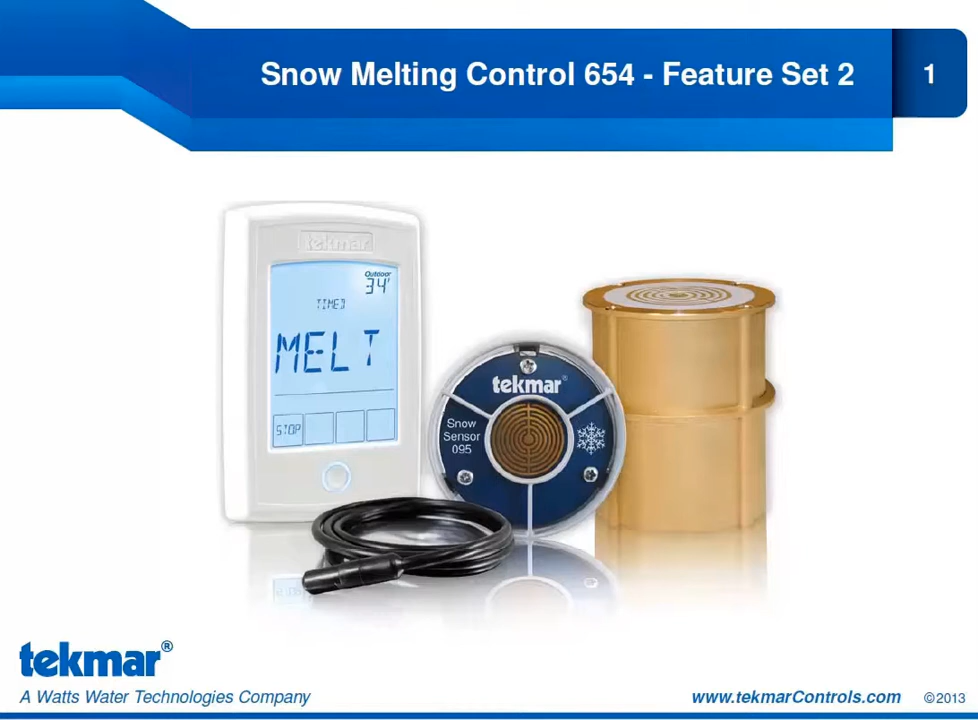 Snow Melting Control 654 - Feature Set 2
1
tekmar
Outdoor
34°
TIMED
MELT
STOP
tekmar®
Snow
Sensor
095
tekmar®
A Watts Water Technologies Company
www.tekmarControls.com
©2013